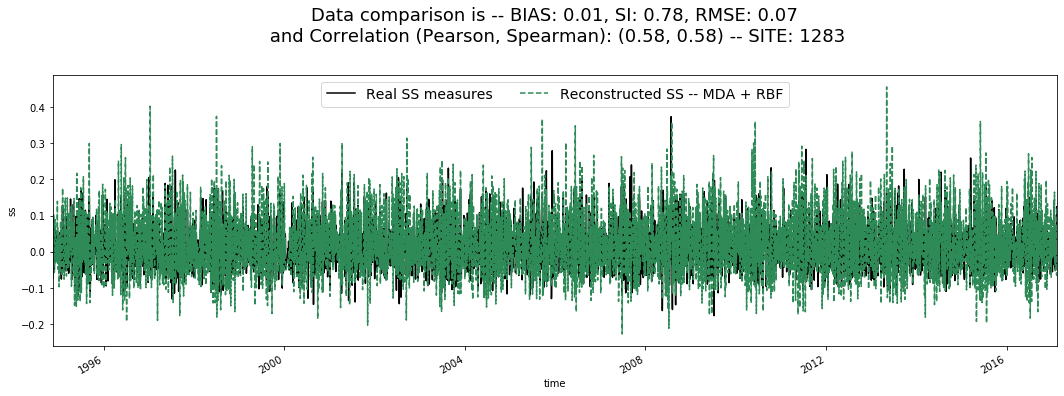 Data comparison is -- BIAS: 0.01, SI: 0.78, RMSE: 0.07
and Correlation (Pearson, Spearman): (0.58, 0.58) -- SITE: 1283
Real SS measures
Reconstructed SS -- MDA + RBF
ss
0.4
0.3
0.2
0.1
0.0
−0.1
−0.2
1996
2000
2004
2008
2012
2016
time